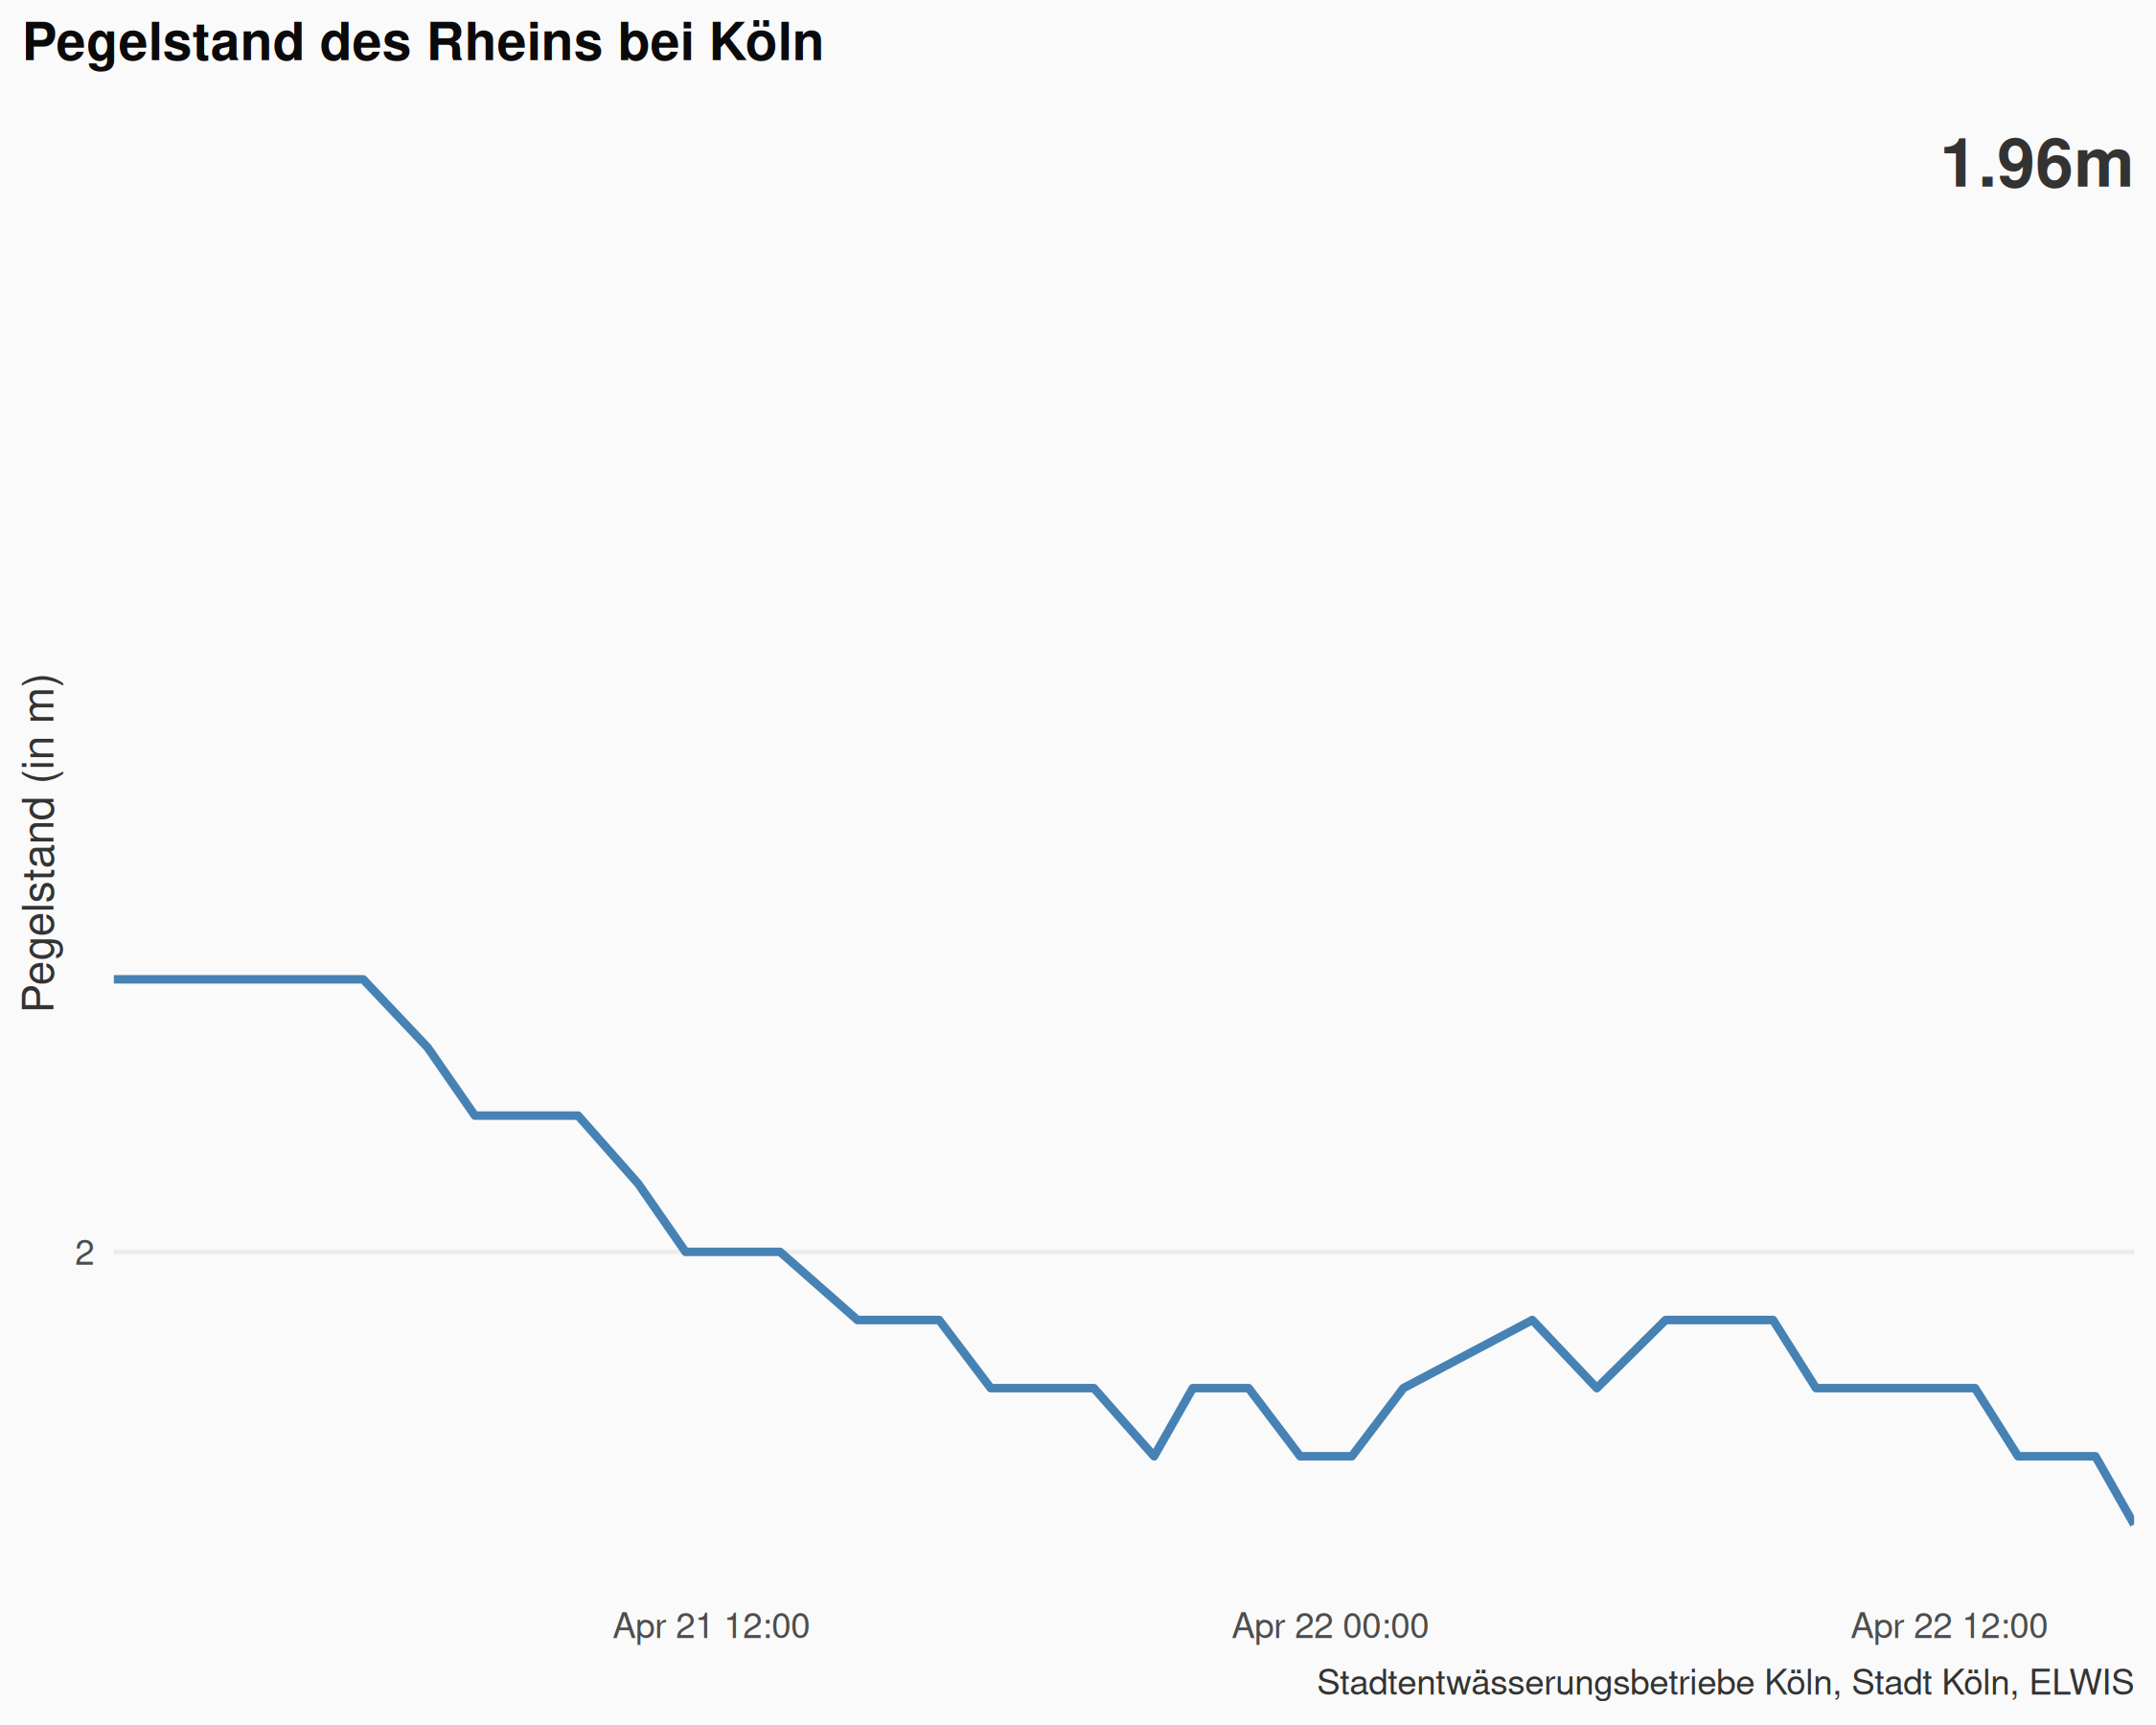 Pegelstand des Rheins bei Köln
1.96m
Pegelstand (in m)
2
Apr 21 12:00
Apr 22 00:00
Apr 22 12:00
Stadtentwässerungsbetriebe Köln, Stadt Köln, ELWIS